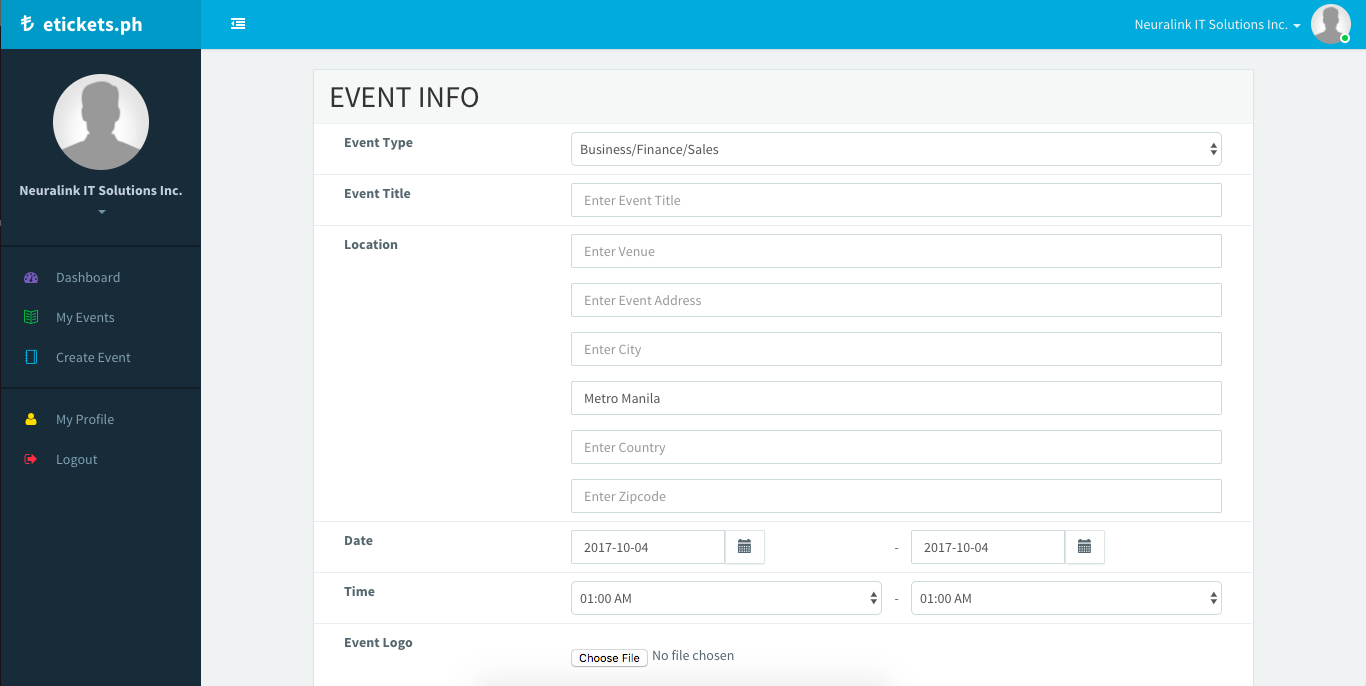 etickets.ph
Neuralink IT Solutions Inc.
Neuralink IT Solutions Inc.
Dashboard
My Events
Create Event
My Profile
Logout
EVENT INFO
Event Type
Business/Finance/Sales
Event Title
Enter Event Title
Location
Enter Venue
Enter Event Address
Enter City
Metro Manila
Enter Country
Enter Zipcode
Date
2017-10-04 - 2017-10-04
Time
01:00 AM - 01:00 AM
Event Logo
Choose File No file chosen